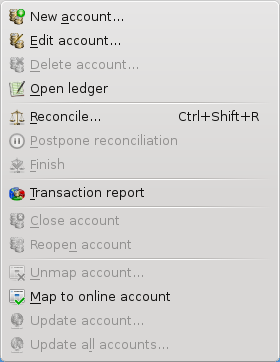 New account...
Edit account...
Delete account...
Open ledger
Reconcile... Ctrl+Shift+R
Postpone reconciliation
Finish
Transaction report
Close account
Reopen account
Unmap account...
Map to online account
Update account...
Update all accounts...